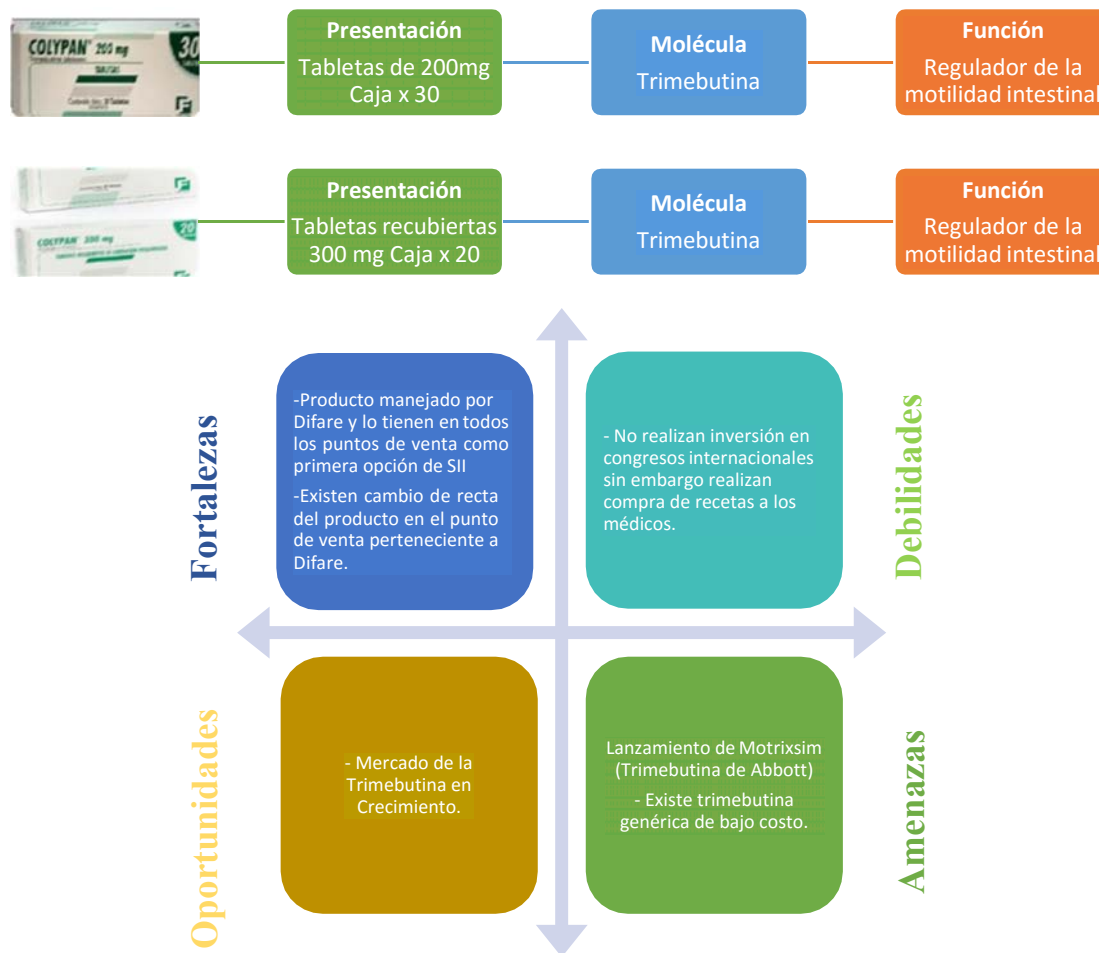 COLYPAN 200 mg
30
Presentación
Tabletas de 200mg
Caja x 30
Molécula
Trimebutina
Función
Regulador de la
motilidad intestinal
COLYPAN 300 mg
20
Presentación
Tabletas recubiertas
300 mg Caja x 20
Molécula
Trimebutina
Función
Regulador de la
motilidad intestinal
Fortalezas
-Producto manejado por
Difare y lo tienen en todos
los puntos de venta como
primera opción de SII
-Existen cambio de recta
del producto en el punto
de venta perteneciente a
Difare.
- No realizan inversión en
congresos internacionales
sin embargo realizan
compra de recetas a los
médicos.
Debilidades
Oportunidades
- Mercado de la
Trimebutina en
Crecimiento.
Lanzamiento de Motrixsim
(Trimebutina de Abbott)
- Existe trimebutina
genérica de bajo costo.
Amenazas